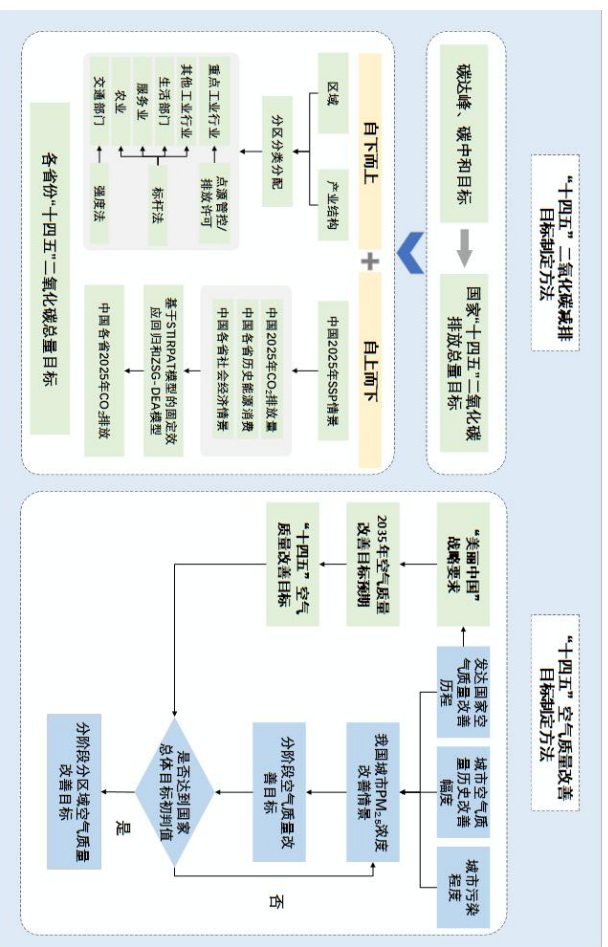 “十四五”二氧化碳减排
目标制定方法
碳达峰、碳中和目标
国家“十四五”二氧化碳
排放总量目标
自下而上
+
自上而下
区域
产业结构
分区分类分配
重点工业行业
其他工业行业
生活部门
服务业
农业
交通部门
点源管控/
排放许可
标杆法
强度法
中国2025年SSP情景
中国2025年CO₂排放量
中国各省历史能源消费
中国各省社会经济情景
基于STIRPAT模型的固定效
应回归和ZSG-DEA模型
中国各省2025年CO₂排放
各省份“十四五”二氧化碳总量目标
“十四五”空气质量改善
目标制定方法
“美丽中国”
战略要求
2035年空气质量
改善目标预期
“十四五”空气
质量改善目标
发达国家空
气质量改善
历程
城市空气质
量历史改善
幅度
城市污染
程度
我国城市PM₂.₅浓度
改善情景
分阶段空气质量改
善目标
是否达到国家
总体目标初判值
否
是
分阶段分区域空气质量
改善目标